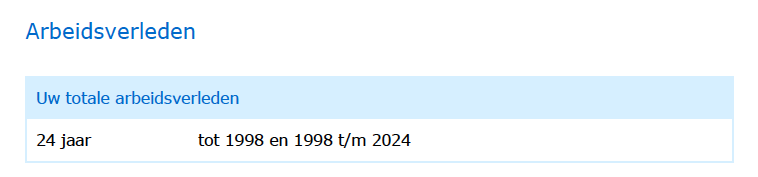 Arbeidsverleden
Uw totale arbeidsverleden
24 jaar tot 1998 en 1998 t/m 2024